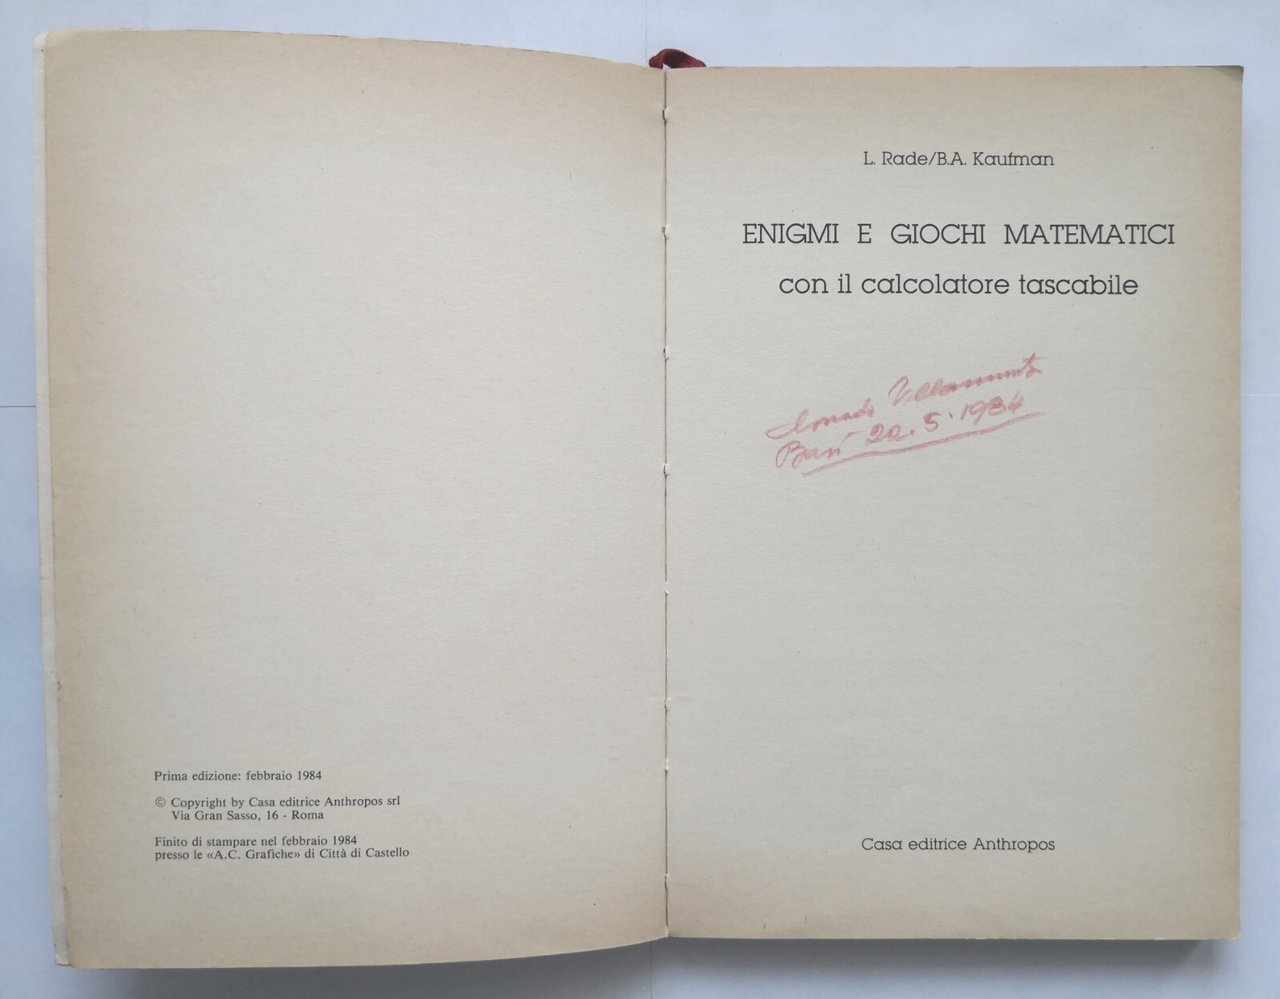 Prima edizione: febbraio 1984
© Copyright by Casa editrice Anthropos srl
Via Gran Sasso, 16 - Roma
Finito di stampare nel febbraio 1984
presso le «A.C. Grafiche» di Città di Castello
L. Rade/B.A. Kaufman
ENIGMI E GIOCHI MATEMATICI
con il calcolatore tascabile
Bari 22.5.1984
Casa editrice Anthropos